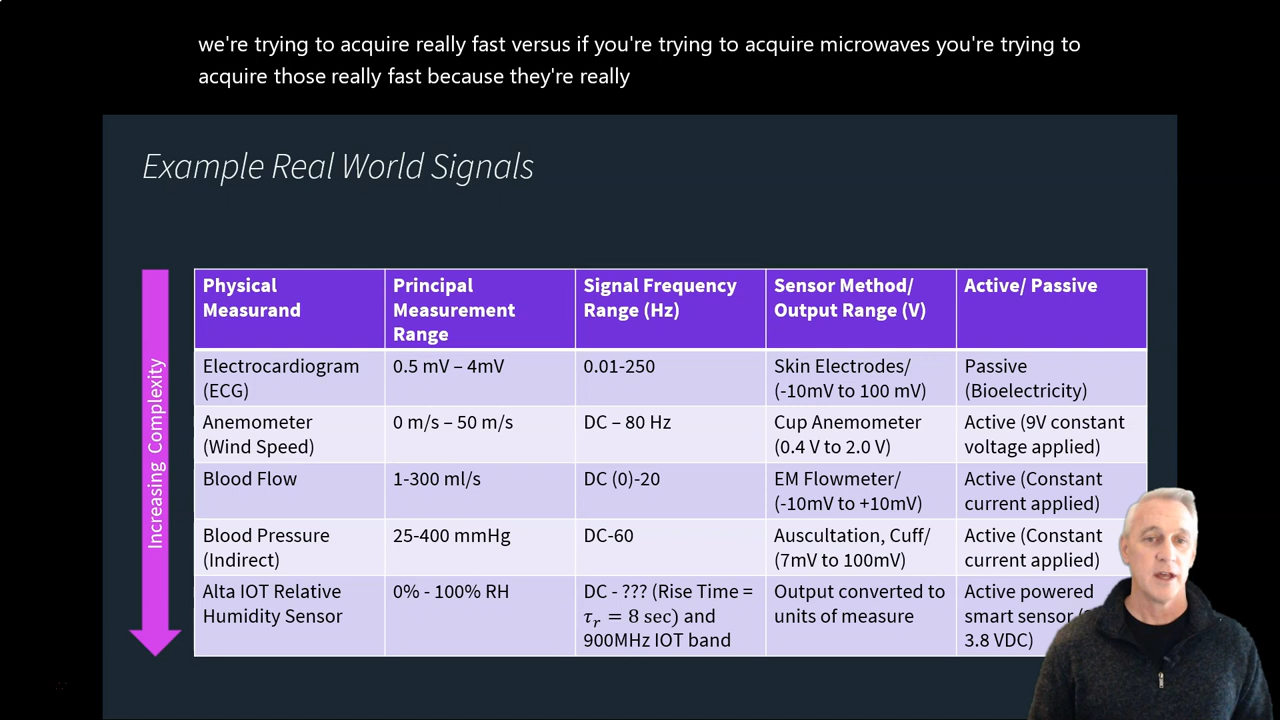 we're trying to acquire really fast versus if you're trying to acquire microwaves you're trying to
acquire those really fast because they're really
Example Real World Signals
Increasing Complexity
Physical Measurand
Principal Measurement Range
Signal Frequency Range (Hz)
Sensor Method/ Output Range (V)
Active/ Passive
Electrocardiogram (ECG)
0.5 mV – 4mV
0.01-250
Skin Electrodes/ (-10mV to 100 mV)
Passive (Bioelectricity)
Anemometer (Wind Speed)
0 m/s – 50 m/s
DC – 80 Hz
Cup Anemometer (0.4 V to 2.0 V)
Active (9V constant voltage applied)
Blood Flow
1-300 ml/s
DC (0)-20
EM Flowmeter/ (-10mV to +10mV)
Active (Constant current applied)
Blood Pressure (Indirect)
25-400 mmHg
DC-60
Auscultation, Cuff/ (7mV to 100mV)
Active (Constant current applied)
Alta IOT Relative Humidity Sensor
0% - 100% RH
DC - ??? (Rise Time = τr = 8 sec) and 900MHz IOT band
Output converted to units of measure
Active powered smart sensor 3.8 VDC)